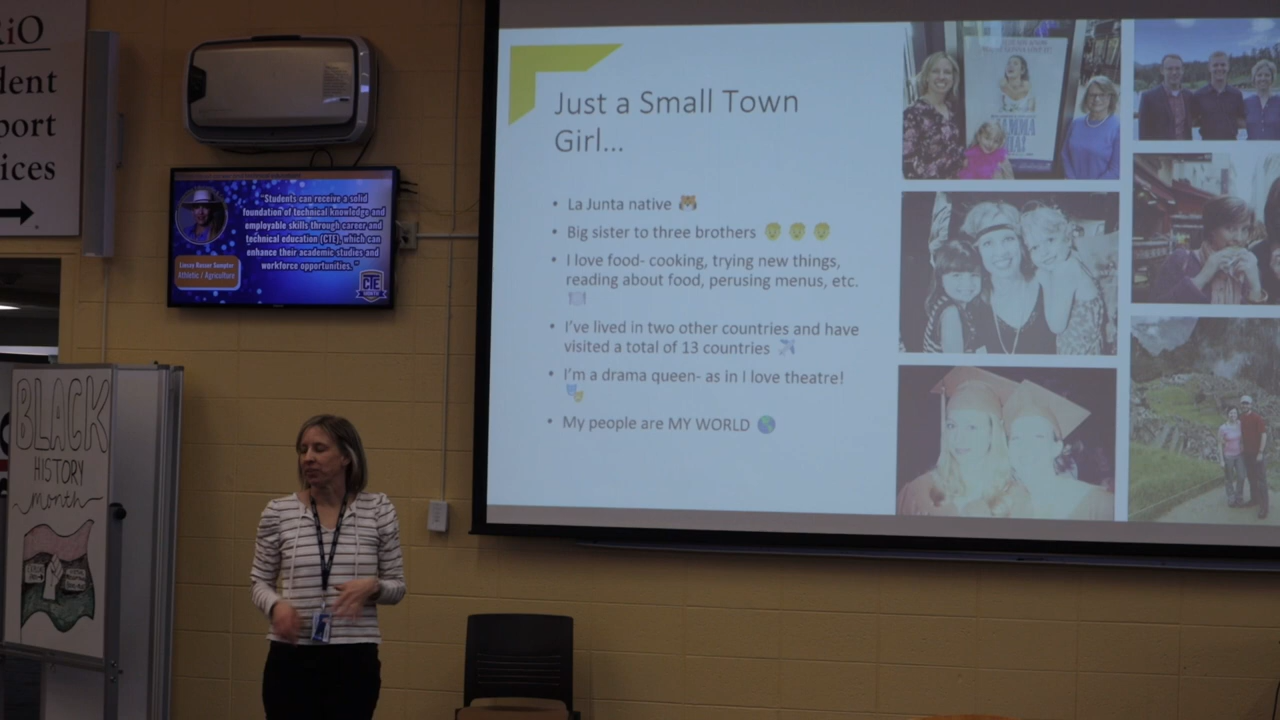 RiO
dent
port
ices
"Students can receive a solid
foundation of technical knowledge and
employable skills through career and
technical education (CTE), which can
enhance their academic studies and
workforce opportunities."
Athletic / Agriculture
CTE
MONTH
BLACK
HISTORY
month
Just a Small Town
Girl...
• La Junta native 🐯
• Big sister to three brothers
• I love food- cooking, trying new things,
reading about food, perusing menus, etc.
🍽️
• I've lived in two other countries and have
visited a total of 13 countries ✈️
• I'm a drama queen- as in I love theatre!
🎭
• My people are MY WORLD 🌎